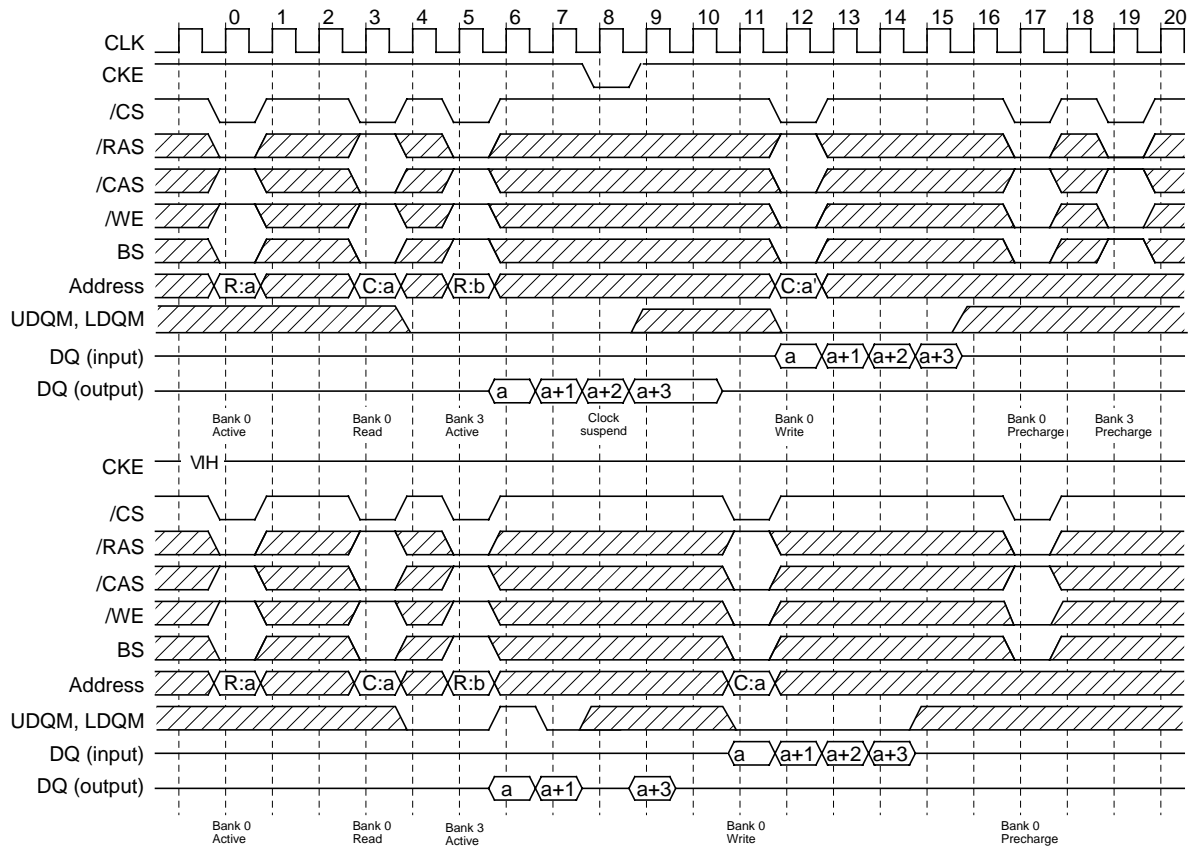 0 1 2 3 4 5 6 7 8 9 10 11 12 13 14 15 16 17 18 19 20
CLK
CKE
/CS
/RAS
/CAS
/WE
BS
Address R:a C:a R:b C:a'
UDQM, LDQM
DQ (input) a a+1 a+2 a+3
DQ (output) a a+1 a+2 a+3
Bank 0 Bank 0 Bank 3 Clock Bank 0 Bank 0 Bank 3
Active Read Active suspend Write Precharge Precharge
CKE VIH
/CS
/RAS
/CAS
/WE
BS
Address R:a C:a R:b C:a
UDQM, LDQM
DQ (input) a a+1 a+2 a+3
DQ (output) a a+1 a+3
Bank 0 Bank 0 Bank 3 Bank 0 Bank 0
Active Read Active Write Precharge